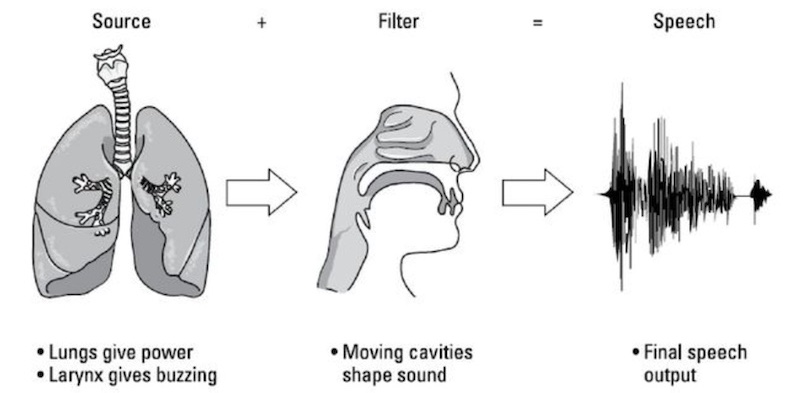 Source + Filter = Speech
• Lungs give power
• Larynx gives buzzing
• Moving cavities
shape sound
• Final speech
output